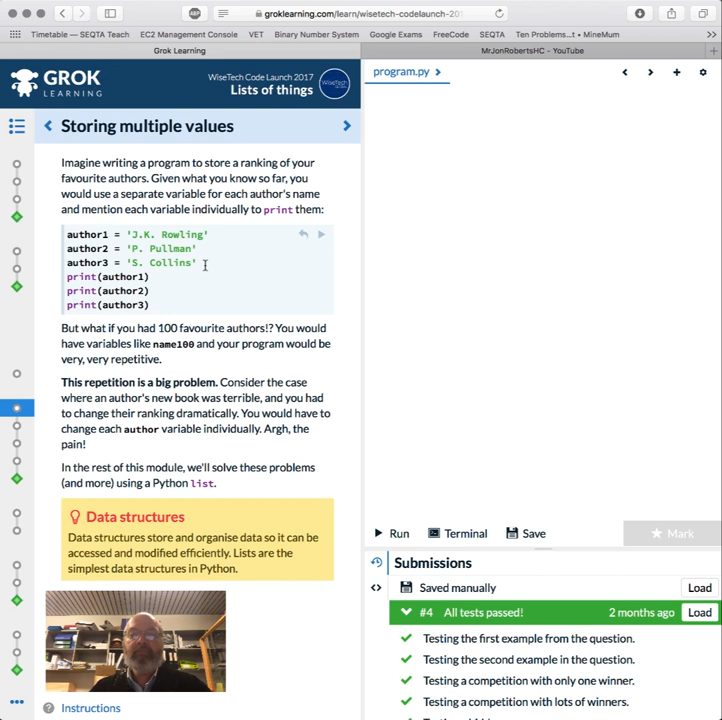 groklearning.com/learn/wisetech-codelaunch-201
Timetable — SEQTA Teach EC2 Management Console VET Binary Number System Google Exams FreeCode SEQTA Ten Problems...t • MineMum
Grok Learning
MrJonRobertsHC - YouTube
GROK
LEARNING
WiseTech Code Launch 2017
Lists of things
WiseTech
Storing multiple values
Imagine writing a program to store a ranking of your
favourite authors. Given what you know so far, you
would use a separate variable for each author's name
and mention each variable individually to print them:
author1 = 'J.K. Rowling'
author2 = 'P. Pullman'
author3 = 'S. Collins'
print(author1)
print(author2)
print(author3)
But what if you had 100 favourite authors!? You would
have variables like name100 and your program would be
very, very repetitive.
This repetition is a big problem. Consider the case
where an author's new book was terrible, and you had
to change their ranking dramatically. You would have to
change each author variable individually. Argh, the
pain!
In the rest of this module, we'll solve these problems
(and more) using a Python list.
Data structures
Data structures store and organise data so it can be
accessed and modified efficiently. Lists are the
simplest data structures in Python.
Instructions
program.py
Run Terminal Save Mark
Submissions
Saved manually Load
#4 All tests passed! 2 months ago Load
Testing the first example from the question.
Testing the second example in the question.
Testing a competition with only one winner.
Testing a competition with lots of winners.